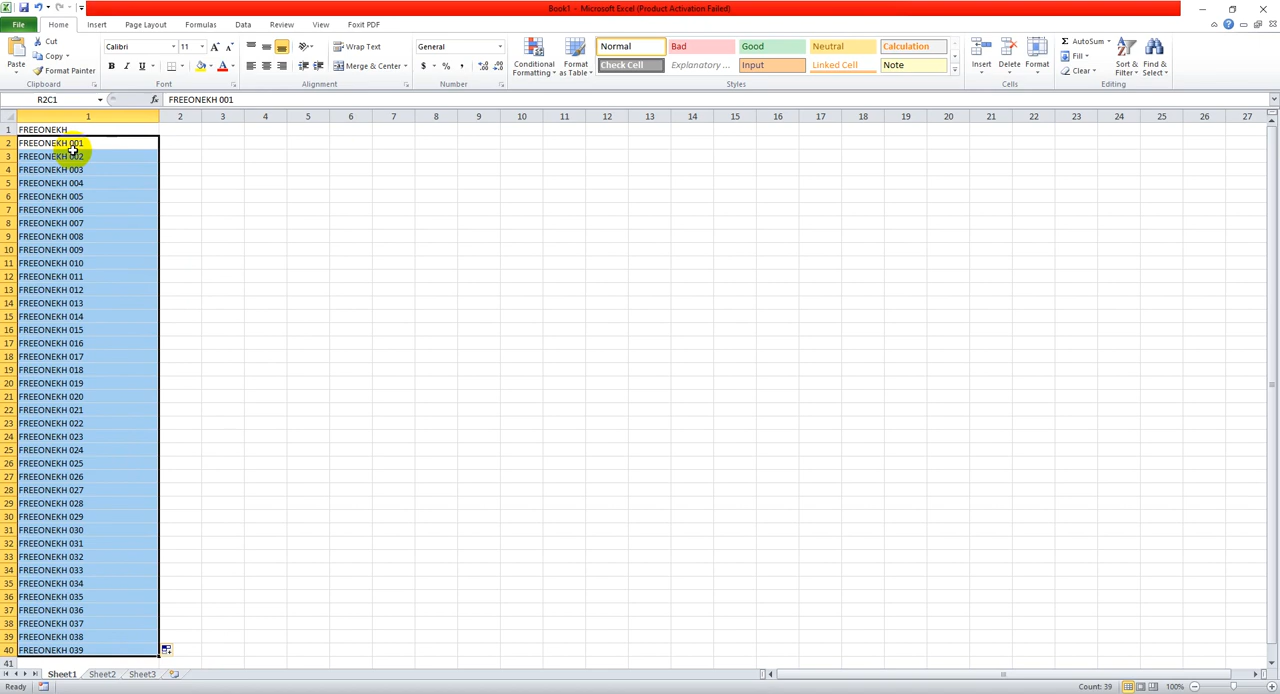 Book1 - Microsoft Excel (Product Activation Failed)
File Home Insert Page Layout Formulas Data Review View Foxit PDF
Paste
Cut
Copy
Format Painter
Clipboard
Calibri 11
B I U
Font
Wrap Text
Merge & Center
Alignment
General
$ % ,
Number
Conditional Formatting
Format as Table
Normal Bad Good Neutral Calculation
Check Cell Explanatory ... Input Linked Cell Note
Styles
Insert Delete Format
Cells
Σ AutoSum
Fill
Clear
Sort & Filter
Find & Select
Editing
R2C1 fx FREEONEKH 001
1 2 3 4 5 6 7 8 9 10 11 12 13 14 15 16 17 18 19 20 21 22 23 24 25 26 27
1 FREEONEKH
2 FREEONEKH 001
3 FREEONEKH 002
4 FREEONEKH 003
5 FREEONEKH 004
6 FREEONEKH 005
7 FREEONEKH 006
8 FREEONEKH 007
9 FREEONEKH 008
10 FREEONEKH 009
11 FREEONEKH 010
12 FREEONEKH 011
13 FREEONEKH 012
14 FREEONEKH 013
15 FREEONEKH 014
16 FREEONEKH 015
17 FREEONEKH 016
18 FREEONEKH 017
19 FREEONEKH 018
20 FREEONEKH 019
21 FREEONEKH 020
22 FREEONEKH 021
23 FREEONEKH 022
24 FREEONEKH 023
25 FREEONEKH 024
26 FREEONEKH 025
27 FREEONEKH 026
28 FREEONEKH 027
29 FREEONEKH 028
30 FREEONEKH 029
31 FREEONEKH 030
32 FREEONEKH 031
33 FREEONEKH 032
34 FREEONEKH 033
35 FREEONEKH 034
36 FREEONEKH 035
37 FREEONEKH 036
38 FREEONEKH 037
39 FREEONEKH 038
40 FREEONEKH 039
41
Sheet1 Sheet2 Sheet3
Ready Count: 39 100%